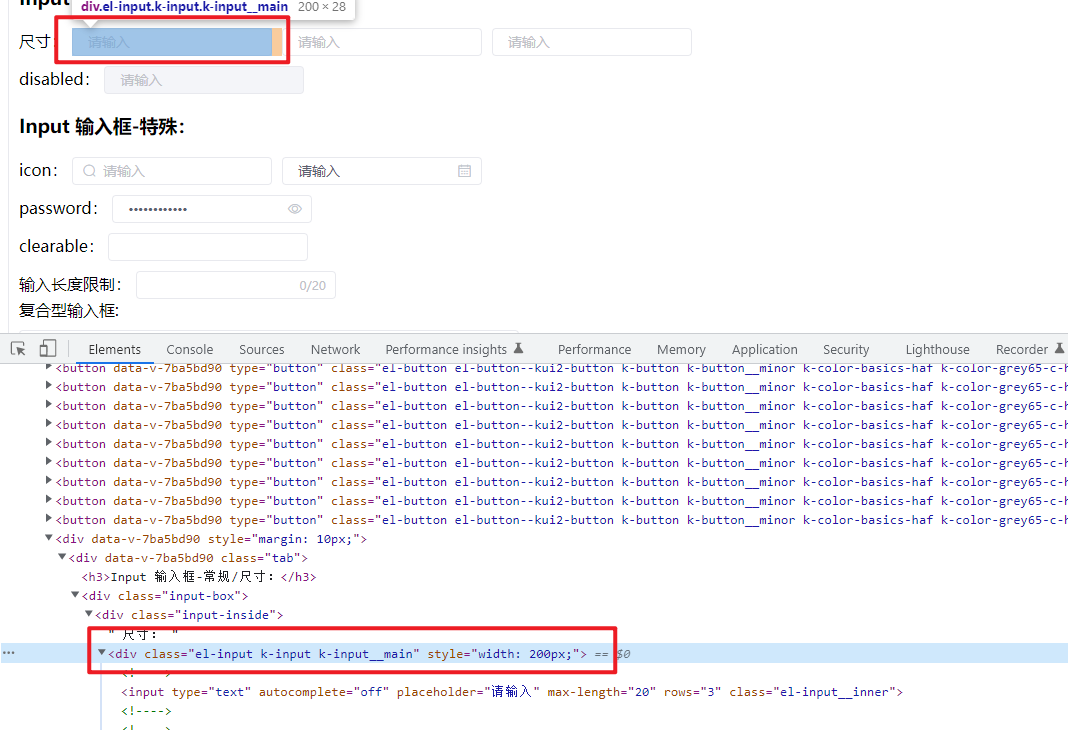 Input
div.el-input.k-input.k-input__main 200 × 28
尺寸: 请输入 请输入 请输入
disabled: 请输入
Input 输入框-特殊:
icon: 请输入 请输入
password: ••••••••••••
clearable:
输入长度限制: 0/20
复合型输入框:
Elements Console Sources Network Performance insights Performance Memory Application Security Lighthouse Recorder
<button data-v-7ba5bd90 type="button" class="el-button el-button--kui2-button k-button k-button__minor k-color-basics-haf k-color-grey65-c-h
<button data-v-7ba5bd90 type="button" class="el-button el-button--kui2-button k-button k-button__minor k-color-basics-haf k-color-grey65-c-h
<button data-v-7ba5bd90 type="button" class="el-button el-button--kui2-button k-button k-button__minor k-color-basics-haf k-color-grey65-c-h
<button data-v-7ba5bd90 type="button" class="el-button el-button--kui2-button k-button k-button__minor k-color-basics-haf k-color-grey65-c-h
<button data-v-7ba5bd90 type="button" class="el-button el-button--kui2-button k-button k-button__minor k-color-basics-haf k-color-grey65-c-h
<button data-v-7ba5bd90 type="button" class="el-button el-button--kui2-button k-button k-button__minor k-color-basics-haf k-color-grey65-c-h
<button data-v-7ba5bd90 type="button" class="el-button el-button--kui2-button k-button k-button__minor k-color-basics-haf k-color-grey65-c-h
<button data-v-7ba5bd90 type="button" class="el-button el-button--kui2-button k-button k-button__minor k-color-basics-haf k-color-grey65-c-h
<button data-v-7ba5bd90 type="button" class="el-button el-button--kui2-button k-button k-button__minor k-color-basics-haf k-color-grey65-c-h
<div data-v-7ba5bd90 style="margin: 10px;">
<div data-v-7ba5bd90 class="tab">
<h3>Input 输入框-常规/尺寸: </h3>
<div class="input-box">
<div class="input-inside">
" 尺寸: "
<div class="el-input k-input k-input__main" style="width: 200px;"> == $0
<!---->
<input type="text" autocomplete="off" placeholder="请输入" max-length="20" rows="3" class="el-input__inner">
<!---->
<!---->